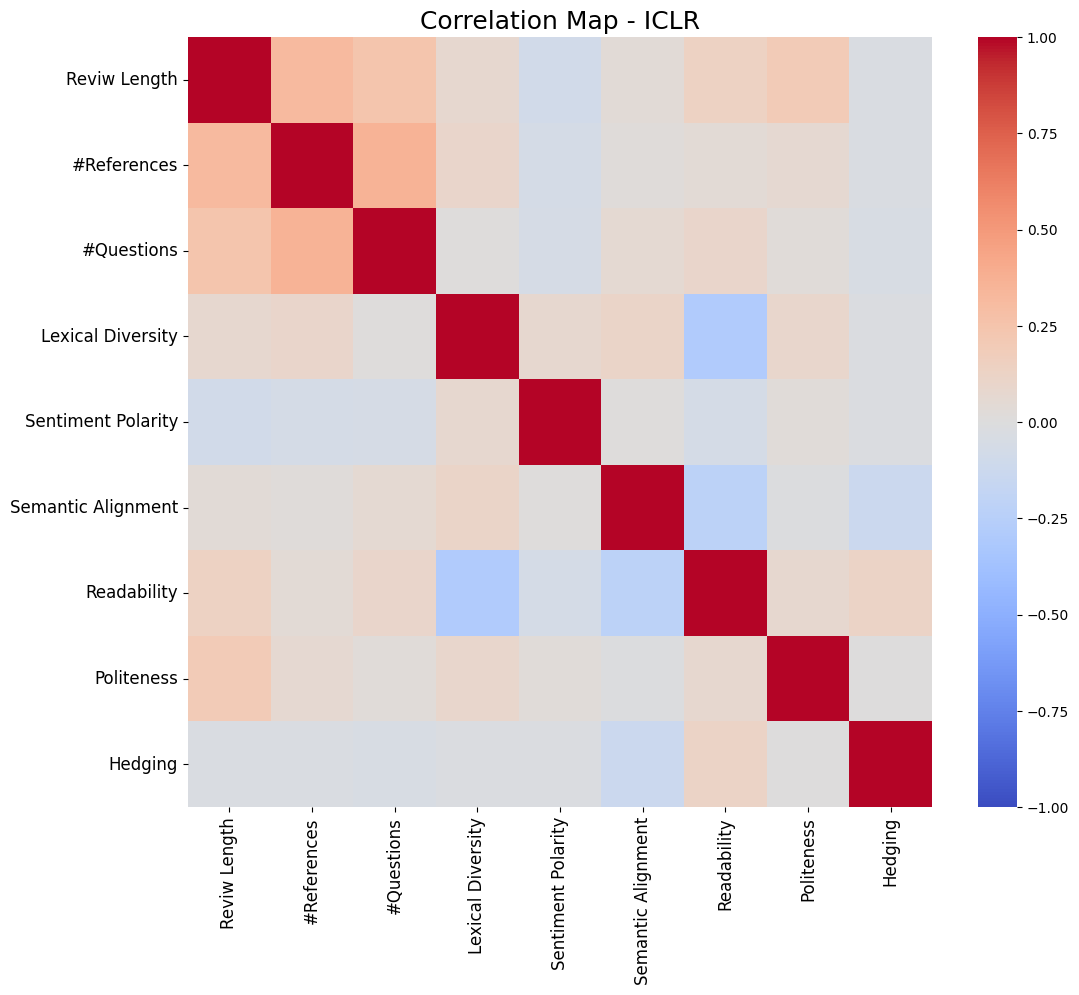 Correlation Map - ICLR
Reviw Length
#References
#Questions
Lexical Diversity
Sentiment Polarity
Semantic Alignment
Readability
Politeness
Hedging
Reviw Length
#References
#Questions
Lexical Diversity
Sentiment Polarity
Semantic Alignment
Readability
Politeness
Hedging
1.00
0.75
0.50
0.25
0.00
−0.25
−0.50
−0.75
−1.00